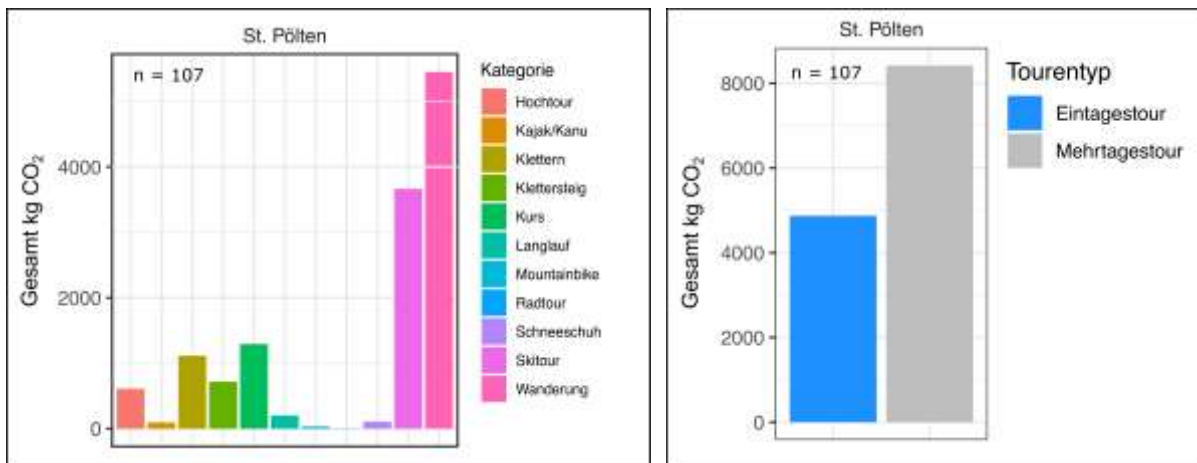 St. Pölten
n = 107
Gesamt kg CO₂
4000
2000
0
Kategorie
Hochtour
Kajak/Kanu
Klettern
Klettersteig
Kurs
Langlauf
Mountainbike
Radtour
Schneeschuh
Skitour
Wanderung
St. Pölten
n = 107
Gesamt kg CO₂
8000
6000
4000
2000
0
Tourentyp
Eintagestour
Mehrtagestour